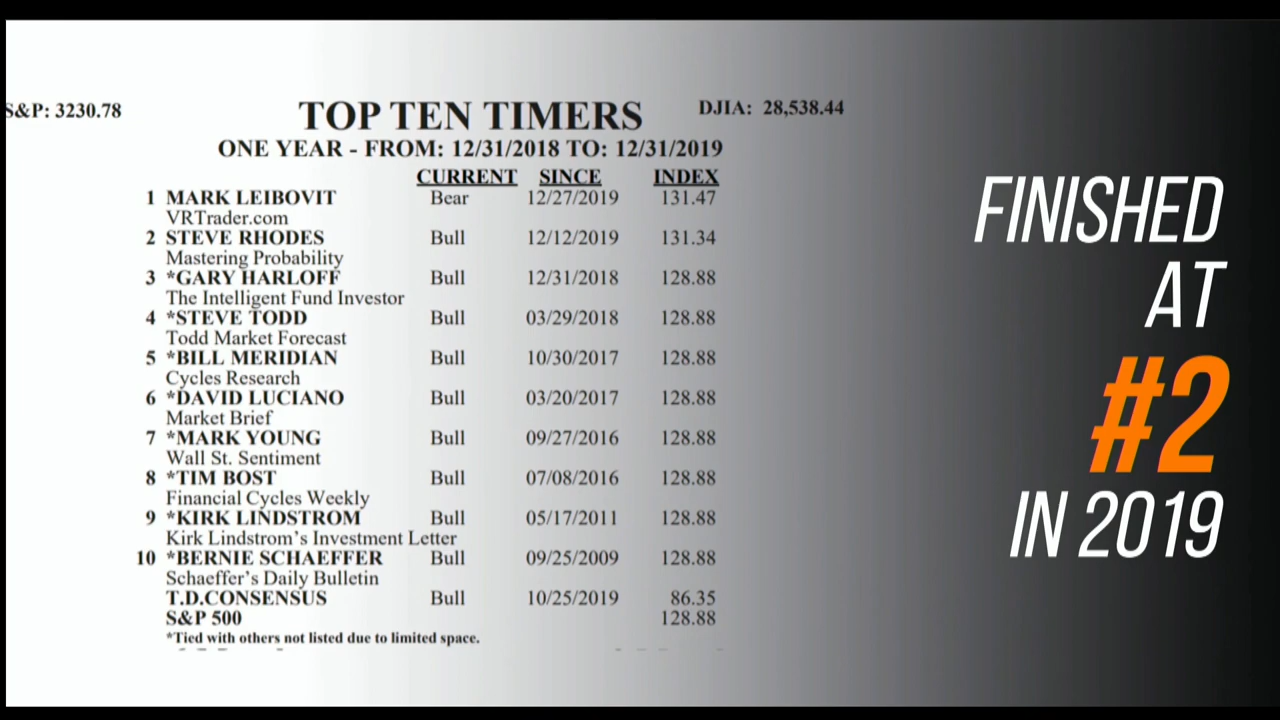 S&P: 3230.78
TOP TEN TIMERS
DJIA: 28,538.44
ONE YEAR - FROM: 12/31/2018 TO: 12/31/2019
CURRENT SINCE INDEX
1 MARK LEIBOVIT Bear 12/27/2019 131.47
VRTrader.com
2 STEVE RHODES Bull 12/12/2019 131.34
Mastering Probability
3 *GARY HARLOFF Bull 12/31/2018 128.88
The Intelligent Fund Investor
4 *STEVE TODD Bull 03/29/2018 128.88
Todd Market Forecast
5 *BILL MERIDIAN Bull 10/30/2017 128.88
Cycles Research
6 *DAVID LUCIANO Bull 03/20/2017 128.88
Market Brief
7 *MARK YOUNG Bull 09/27/2016 128.88
Wall St. Sentiment
8 *TIM BOST Bull 07/08/2016 128.88
Financial Cycles Weekly
9 *KIRK LINDSTROM Bull 05/17/2011 128.88
Kirk Lindstrom's Investment Letter
10 *BERNIE SCHAEFFER Bull 09/25/2009 128.88
Schaeffer's Daily Bulletin
T.D.CONSENSUS Bull 10/25/2019 86.35
S&P 500 128.88
*Tied with others not listed due to limited space.
FINISHED
AT
#2
IN 2019